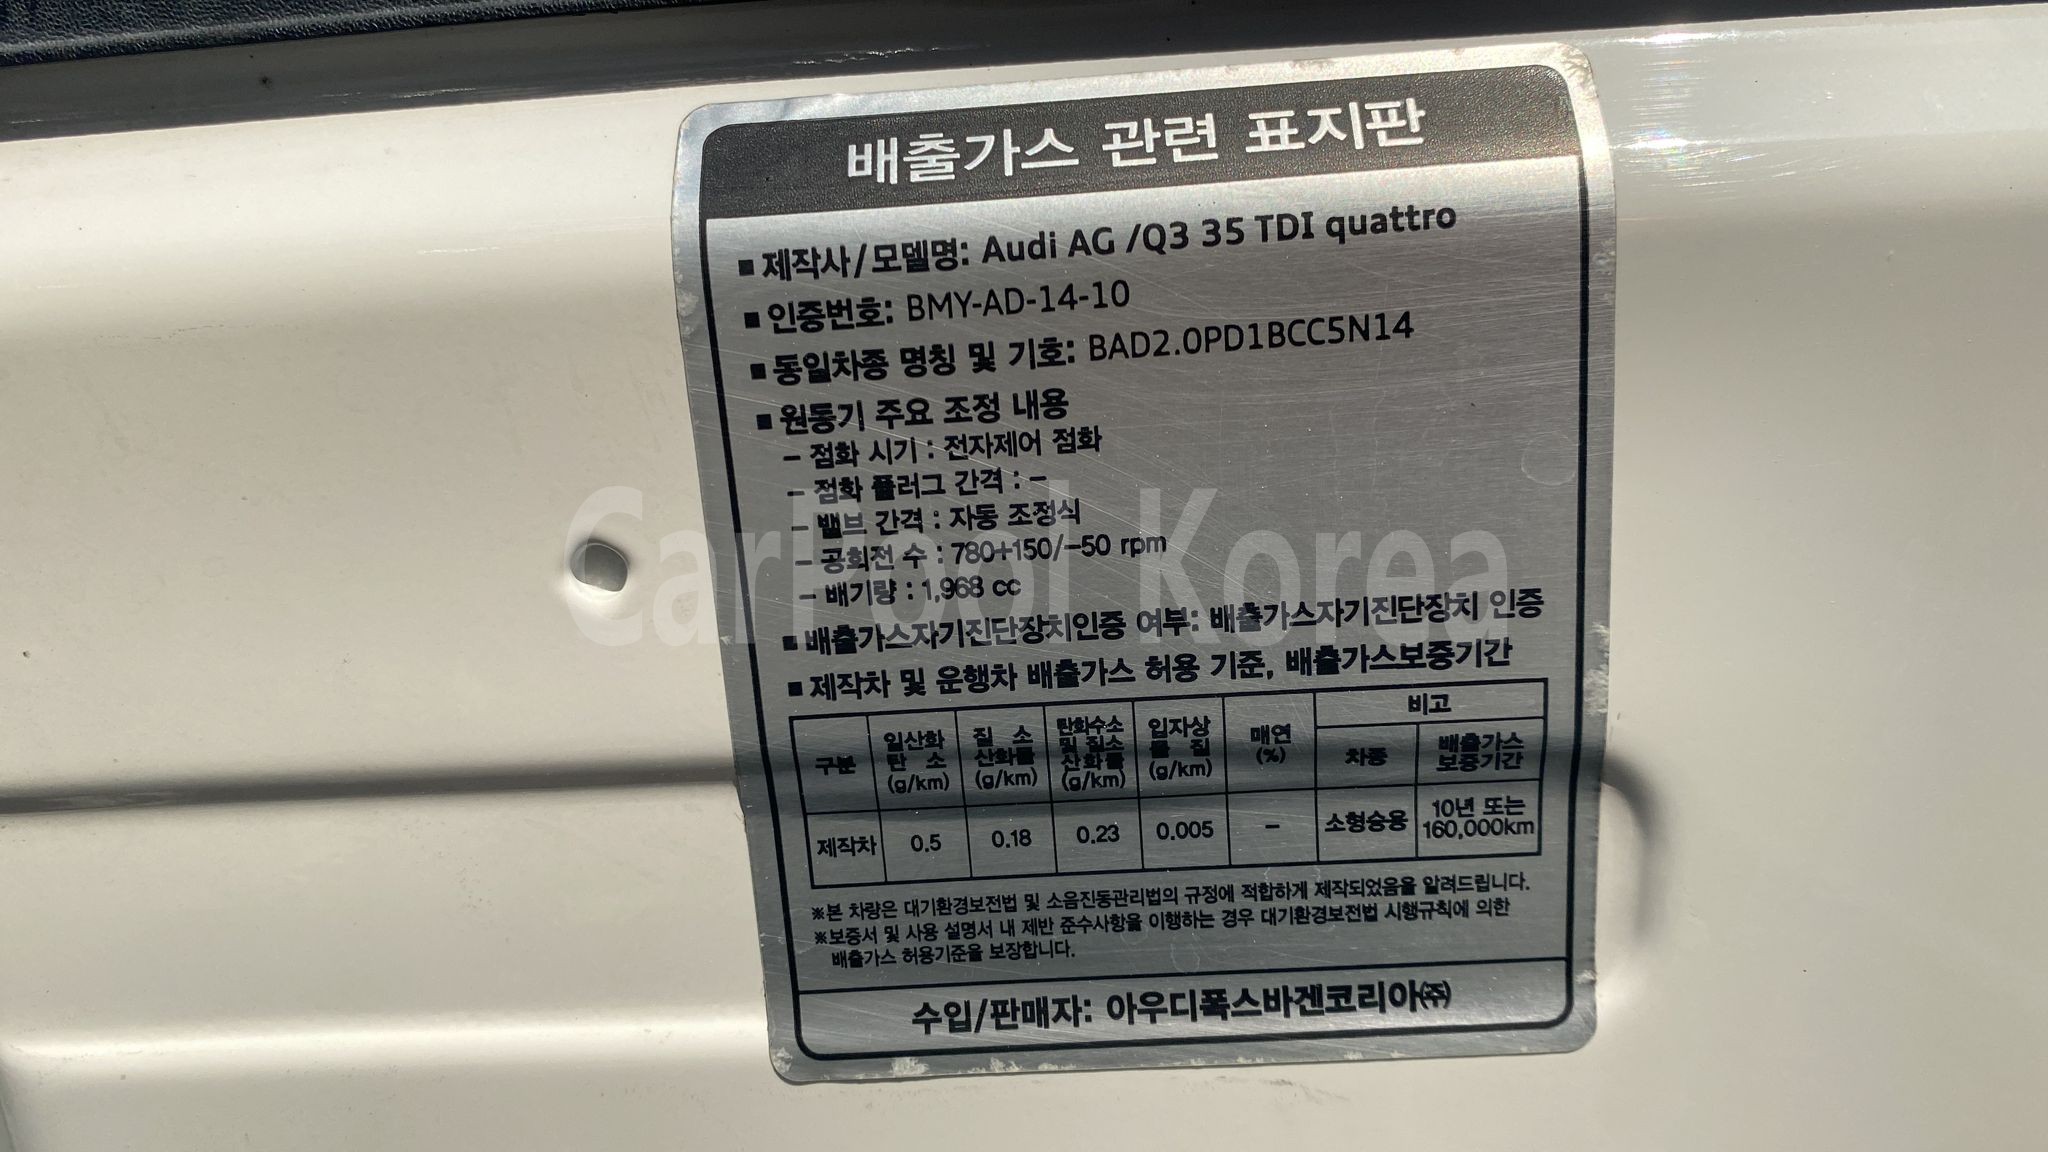 배출가스 관련 표지판
■ 제작사/모델명: Audi AG /Q3 35 TDI quattro
■ 인증번호: BMY-AD-14-10
■ 동일차종 명칭 및 기호: BAD2.0PD1BCC5N14
■ 원동기 주요 조정 내용
– 점화 시기 : 전자제어 점화
– 점화 플러그 간격 : –
– 밸브 간격 : 자동 조정식
– 공회전 수 : 780+150/−50 rpm
– 배기량 : 1,968 cc
CarPool Korea
■ 배출가스자기진단장치인증 여부: 배출가스자기진단장치 인증
■ 제작차 및 운행차 배출가스 허용 기준, 배출가스보증기간
구분 일산화탄소 (g/km) 질소산화물 (g/km) 탄화수소 및 질소산화물 (g/km) 입자상물질 (g/km) 매연 (%) 비고
차종 배출가스 보증기간
제작차 0.5 0.18 0.23 0.005 – 소형승용 10년 또는 160,000km
※본 차량은 대기환경보전법 및 소음진동관리법의 규정에 적합하게 제작되었음을 알려드립니다.
※보증서 및 사용 설명서 내 제반 준수사항을 이행하는 경우 대기환경보전법 시행규칙에 의한
배출가스 허용기준을 보장합니다.
수입/판매자: 아우디폭스바겐코리아㈜